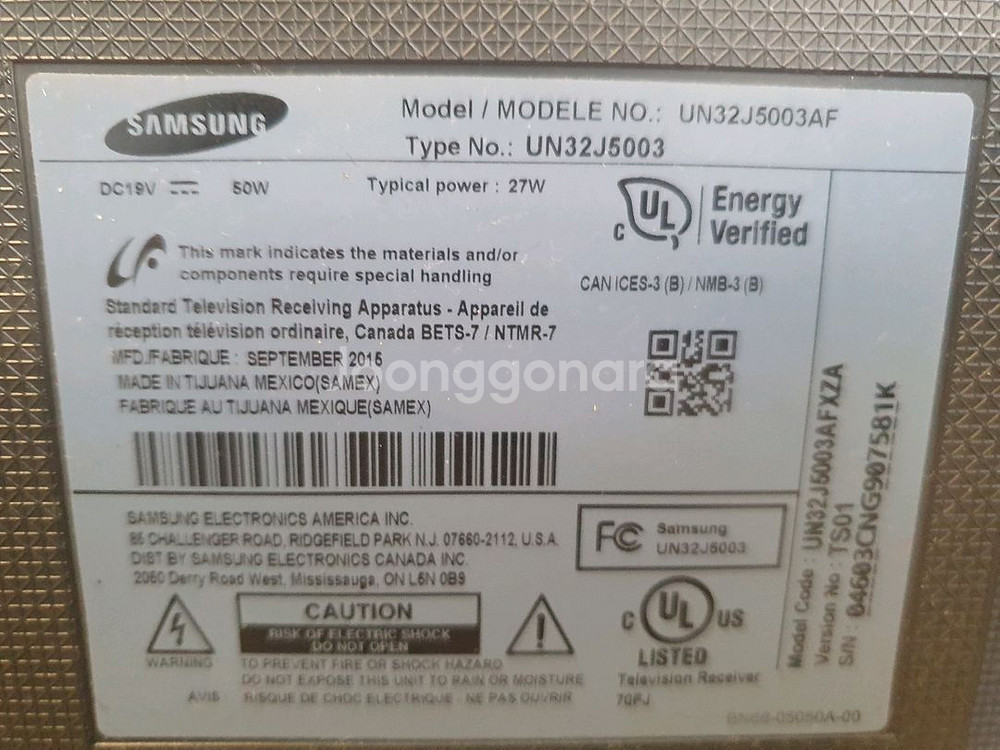 SAMSUNG
Model / MODELE NO.: UN32J5003AF
Type No.: UN32J5003
DC19V 50W Typical power : 27W
c UL Energy Verified
This mark indicates the materials and/or
components require special handling
CAN ICES-3 (B) / NMB-3 (B)
Standard Television Receiving Apparatus - Appareil de
réception télévision ordinaire, Canada BETS-7 / NTMR-7
MFD./FABRIQUE : SEPTEMBER 2015
MADE IN TIJUANA MEXICO(SAMEX)
FABRIQUE AU TIJUANA MEXIQUE(SAMEX)
SAMSUNG ELECTRONICS AMERICA INC.
85 CHALLENGER ROAD, RIDGEFIELD PARK N.J. 07660-2112, U.S.A.
DIST BY SAMSUNG ELECTRONICS CANADA INC.
2050 Derry Road West, Mississauga, ON L5N 0B9
FC Samsung
UN32J5003
CAUTION
RISK OF ELECTRIC SHOCK
DO NOT OPEN
WARNING TO PREVENT FIRE OR SHOCK HAZARD
DO NOT EXPOSE THIS UNIT TO RAIN OR MOISTURE
AVIS : RISQUE DE CHOC ELECTRIQUE - NE PAS OUVRIR
c UL US
LISTED
Television Receiver
Model Code : UN32J5003AFXZA
Version No : TS01
S/N : 04603CNG907581K